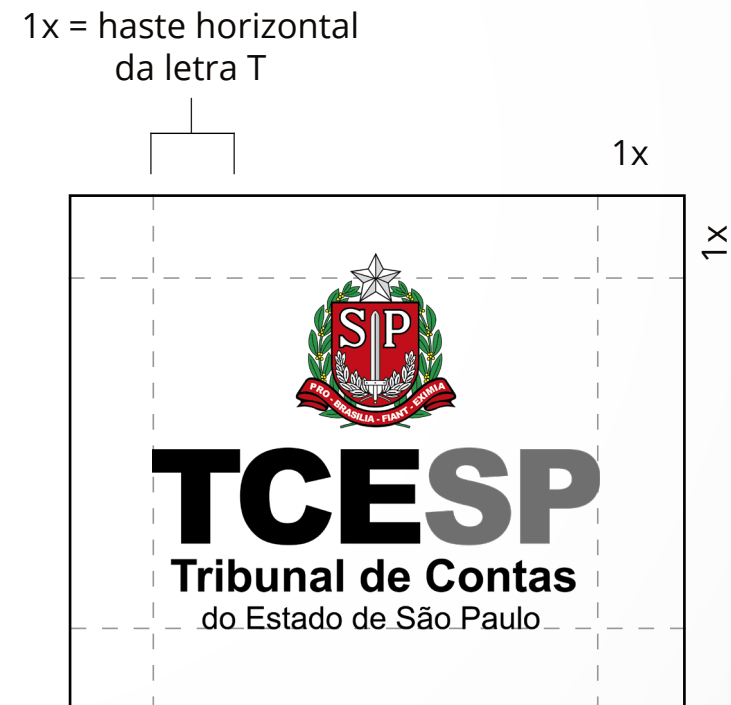 1x = haste horizontal
da letra T
1x
1x
SP
PRO - BRASILIA - FIANT - EXIMIA
TCESP
Tribunal de Contas
do Estado de São Paulo